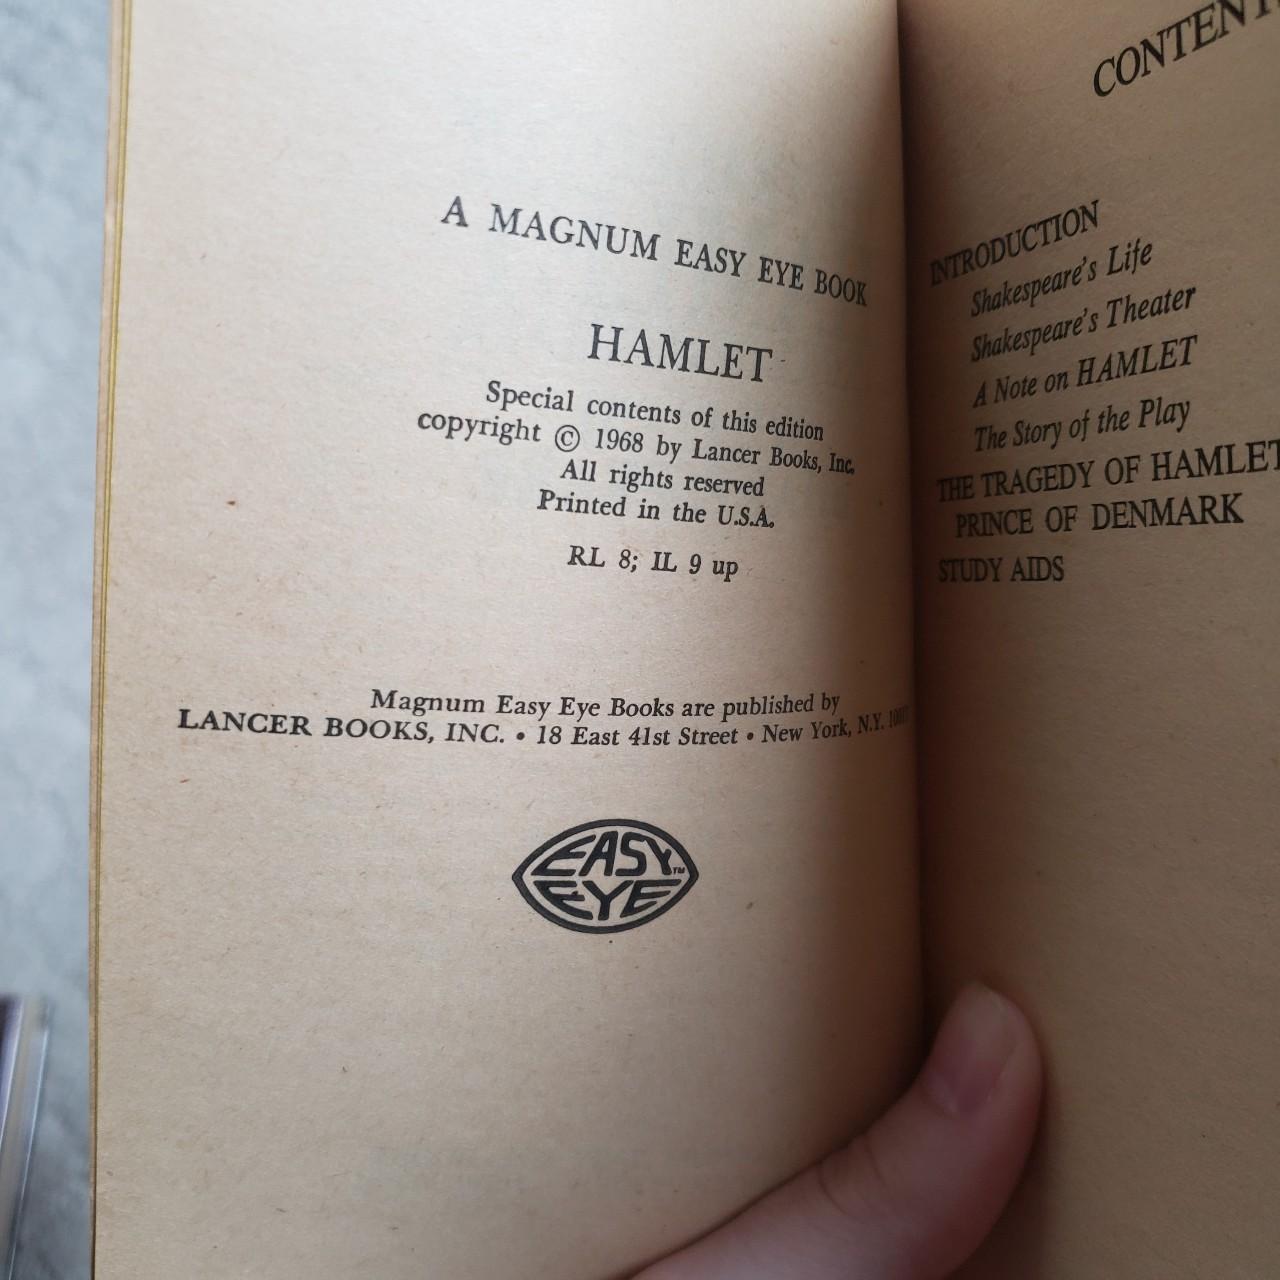 A MAGNUM EASY EYE BOOK
HAMLET
Special contents of this edition
copyright © 1968 by Lancer Books, Inc.
All rights reserved
Printed in the U.S.A.
RL 8; IL 9 up
Magnum Easy Eye Books are published by
LANCER BOOKS, INC. • 18 East 41st Street • New York, N.Y.
EASY
EYE™
INTRODUCTION
Shakespeare's Life
Shakespeare's Theater
A Note on HAMLET
The Story of the Play
THE TRAGEDY OF HAMLET
PRINCE OF DENMARK
STUDY AIDS